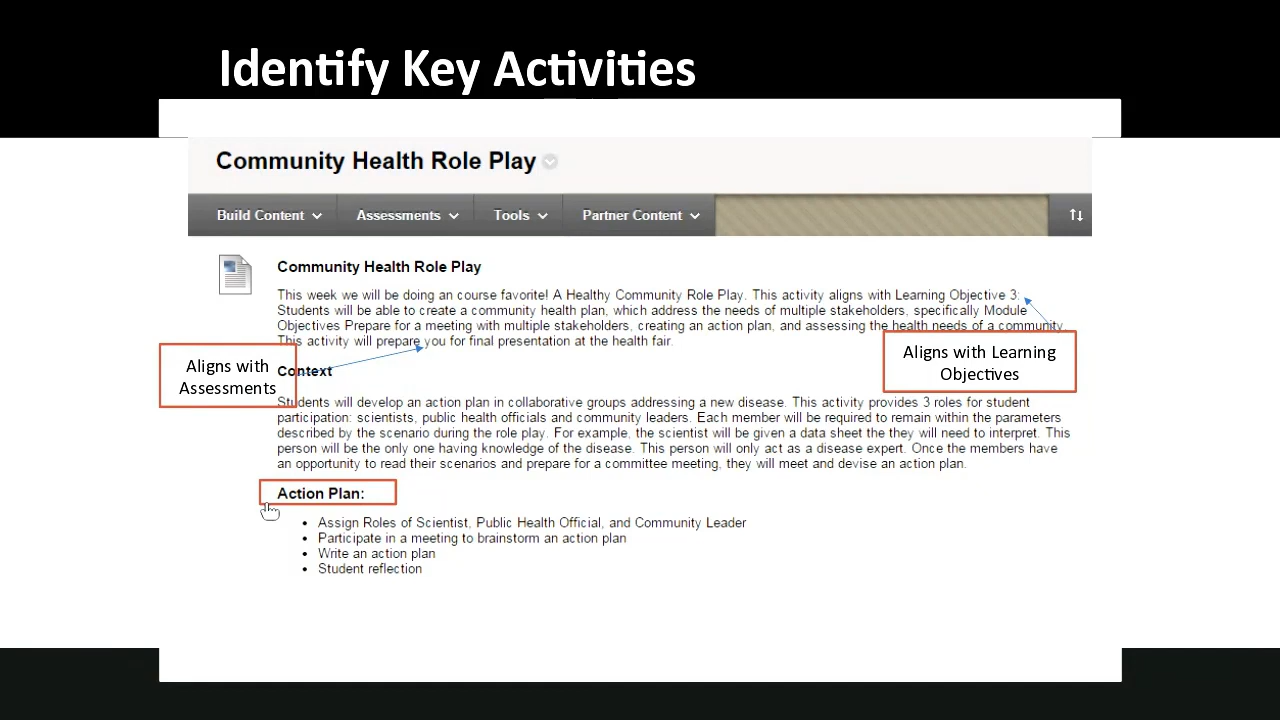 Identify Key Activities
Community Health Role Play
Build Content
Assessments
Tools
Partner Content
Community Health Role Play
This week we will be doing an course favorite! A Healthy Community Role Play. This activity aligns with Learning Objective 3:
Students will be able to create a community health plan, which address the needs of multiple stakeholders, specifically Module
Objectives Prepare for a meeting with multiple stakeholders, creating an action plan, and assessing the health needs of a community.
This activity will prepare you for final presentation at the health fair.
Aligns with
Assessments
Aligns with Learning
Objectives
Context
Students will develop an action plan in collaborative groups addressing a new disease. This activity provides 3 roles for student
participation: scientists, public health officials and community leaders. Each member will be required to remain within the parameters
described by the scenario during the role play. For example, the scientist will be given a data sheet the they will need to interpret. This
person will be the only one having knowledge of the disease. This person will only act as a disease expert. Once the members have
an opportunity to read their scenarios and prepare for a committee meeting, they will meet and devise an action plan.
Action Plan:
• Assign Roles of Scientist, Public Health Official, and Community Leader
• Participate in a meeting to brainstorm an action plan
• Write an action plan
• Student reflection